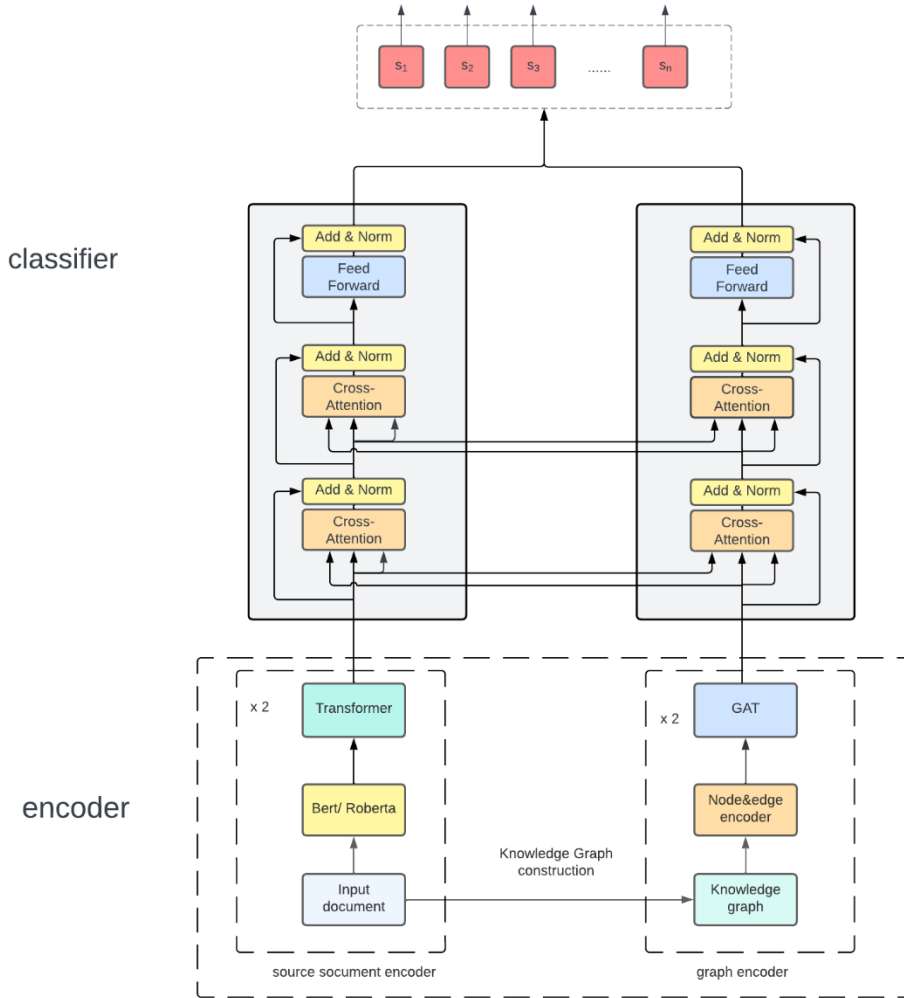 s1 s2 s3 ...... sn
classifier
Add & Norm
Feed
Forward
Add & Norm
Cross-
Attention
Add & Norm
Cross-
Attention
Add & Norm
Feed
Forward
Add & Norm
Cross-
Attention
Add & Norm
Cross-
Attention
encoder
x 2
Transformer
Bert/ Roberta
Input
document
source socument encoder
Knowledge Graph
construction
x 2
GAT
Node&edge
encoder
Knowledge
graph
graph encoder